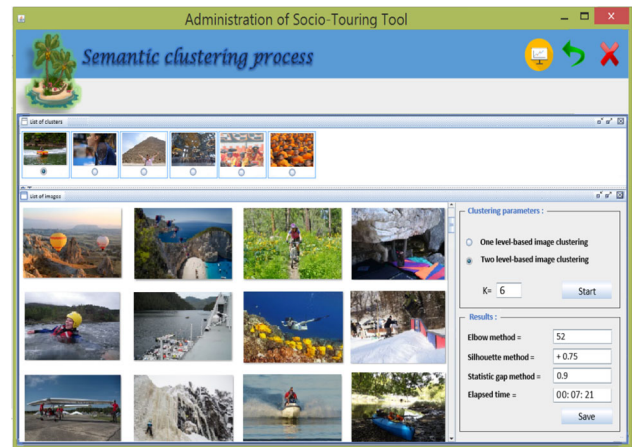 Administration of Socio-Touring Tool
Semantic clustering process
List of clusters
List of images
Clustering parameters : 
One level-based image clustering
Two level-based image clustering
K= 6 Start
Results :
Elbow method = 52
Silhouette method = + 0.75
Statistic gap method = 0.9
Elapsed time = 00: 07: 21
Save